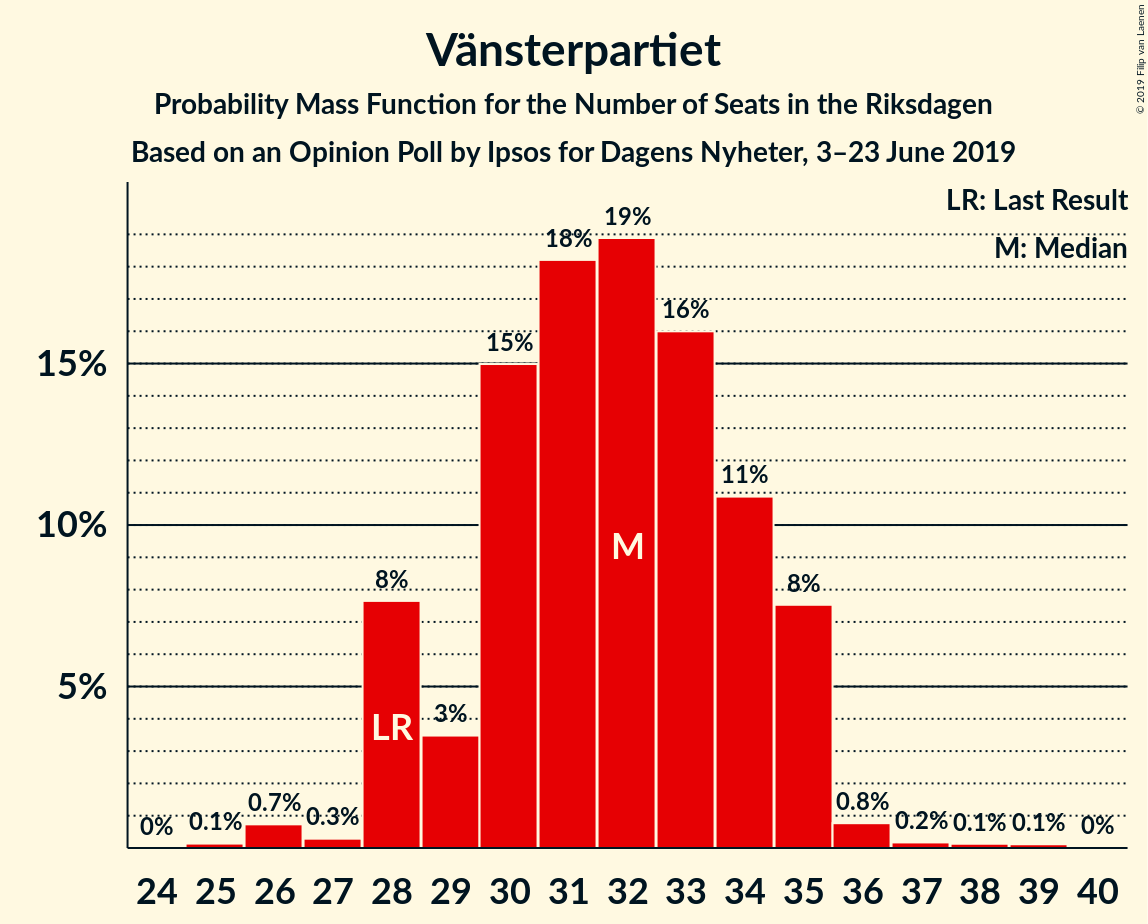 Vänsterpartiet
Probability Mass Function for the Number of Seats in the Riksdagen
Based on an Opinion Poll by Ipsos for Dagens Nyheter, 3–23 June 2019
© 2019 Filip van Laenen
LR: Last Result
M: Median
15%
10%
5%
0%
0.1%
0.7%
0.3%
8%
3%
15%
18%
19%
16%
11%
8%
0.8%
0.2%
0.1%
0.1%
0%
LR
M
24 25 26 27 28 29 30 31 32 33 34 35 36 37 38 39 40